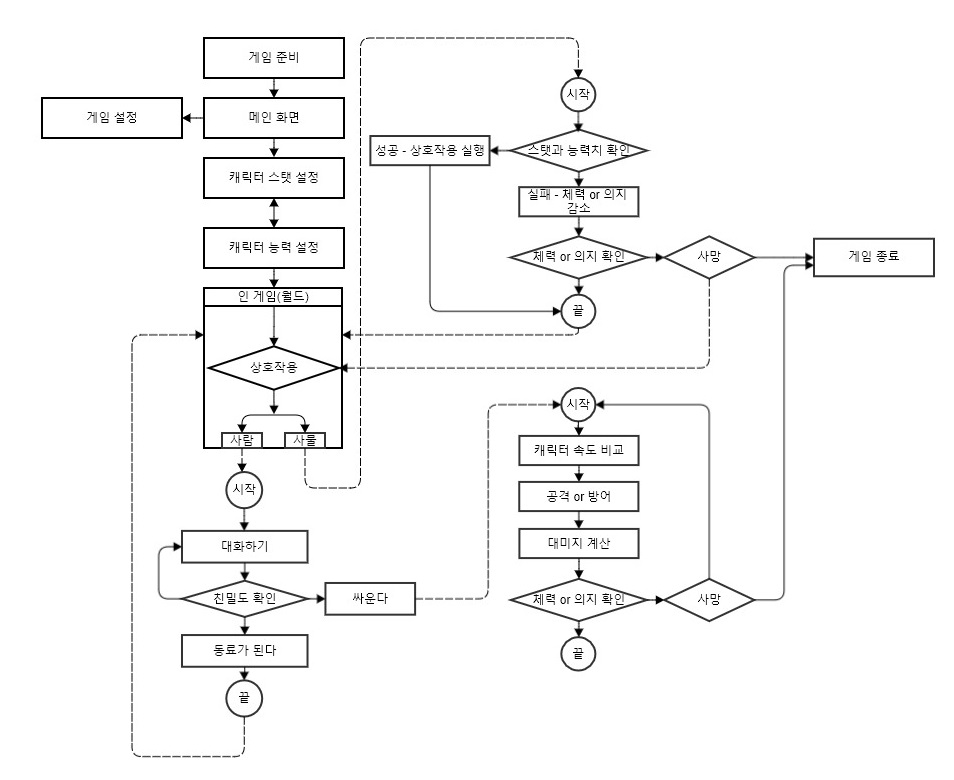 게임 준비
게임 설정
메인 화면
캐릭터 스탯 설정
캐릭터 능력 설정
인 게임(월드)
상호작용
사람
사물
시작
대화하기
친밀도 확인
싸운다
동료가 된다
끝
시작
스탯과 능력치 확인
성공 - 상호작용 실행
실패 - 체력 or 의지
감소
체력 or 의지 확인
사망
게임 종료
끝
시작
캐릭터 속도 비교
공격 or 방어
대미지 계산
체력 or 의지 확인
사망
끝